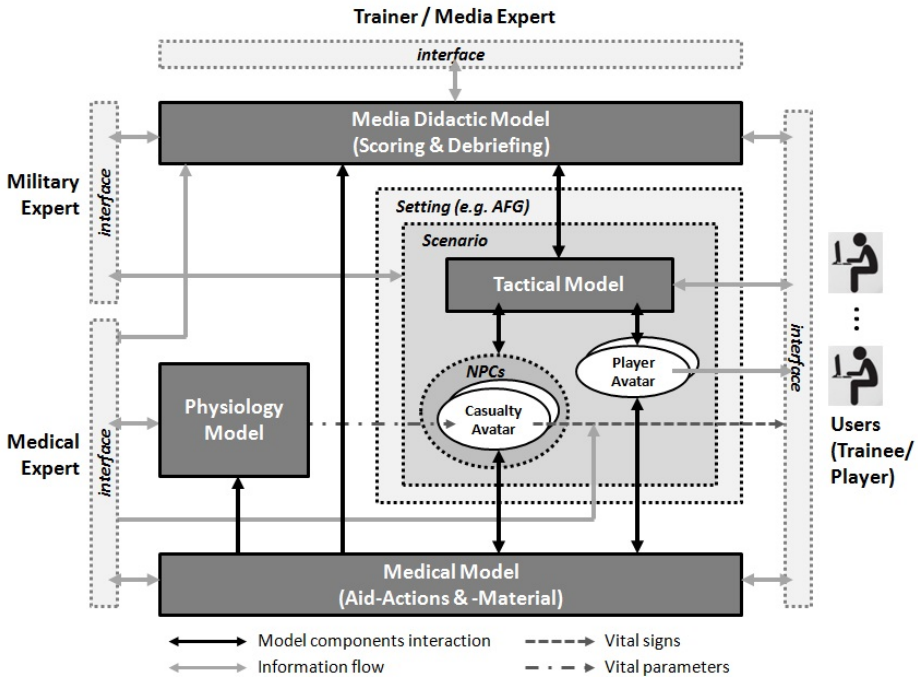 Trainer / Media Expert
interface
Media Didactic Model
(Scoring & Debriefing)
Military
Expert
interface
Setting (e.g. AFG)
Scenario
Tactical Model
NPCs
Casualty
Avatar
Player
Avatar
Physiology
Model
Medical
Expert
interface
interface
...
Users
(Trainee/
Player)
Medical Model
(Aid-Actions & -Material)
Model components interaction
Vital signs
Information flow
Vital parameters